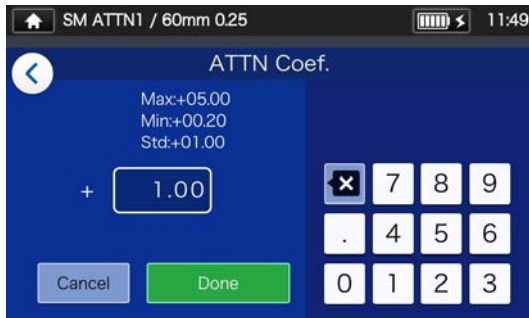 SM ATTN1 / 60mm 0.25
11:49
ATTN Coef.
Max:+05.00
Min:+00.20
Std:+01.00
+ 1.00
7 8 9
. 4 5 6
0 1 2 3
Cancel Done